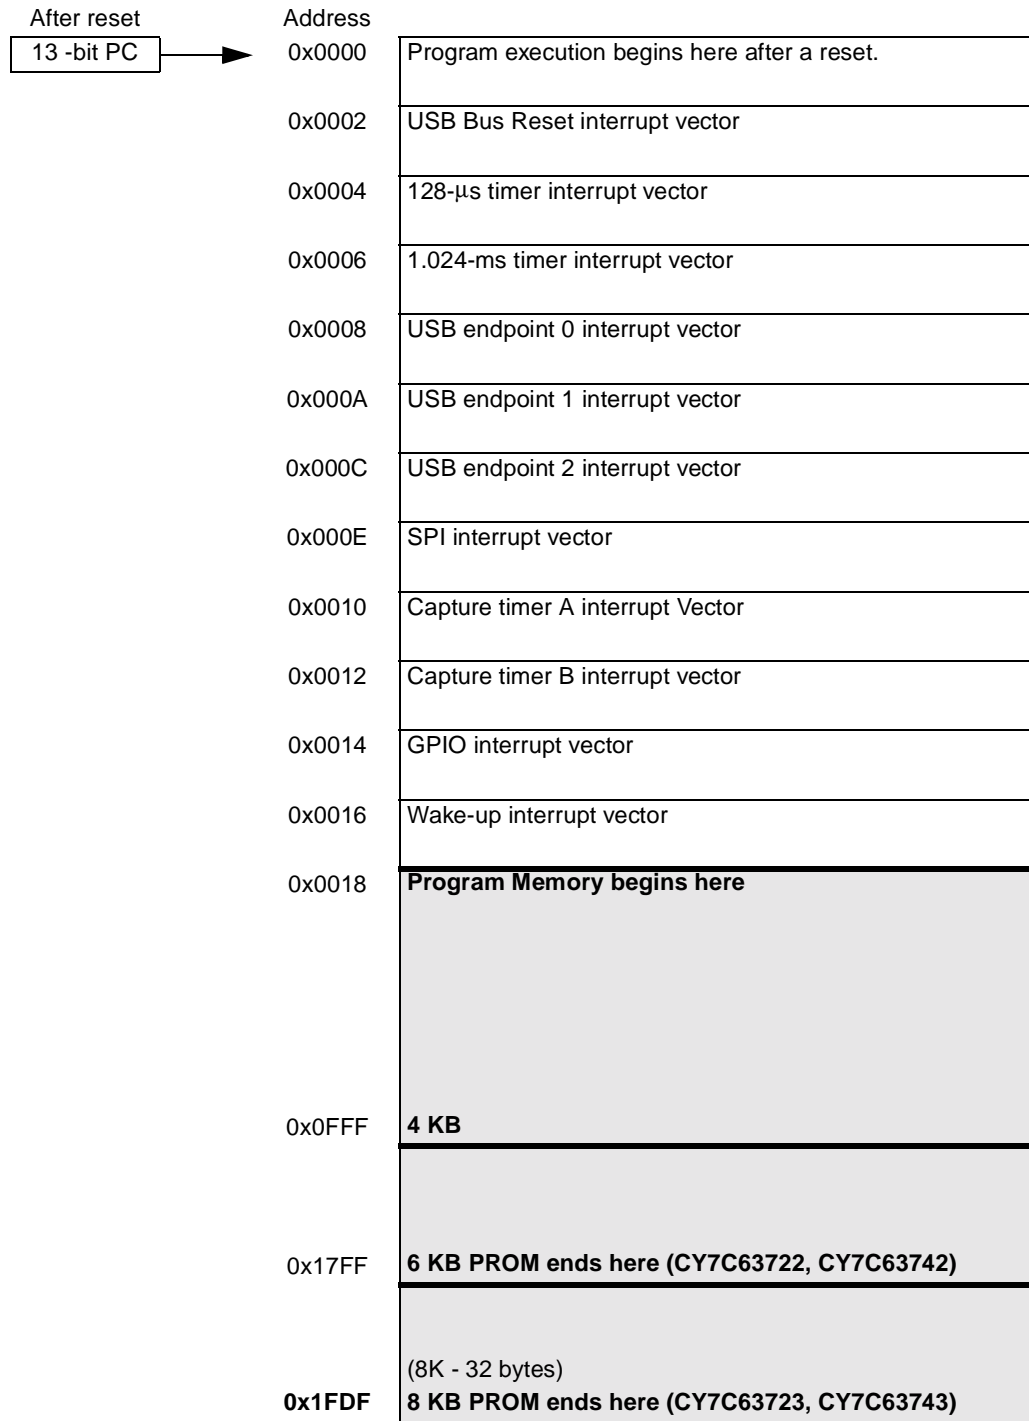 After reset Address
13 -bit PC 0x0000 Program execution begins here after a reset.
0x0002 USB Bus Reset interrupt vector
0x0004 128-μs timer interrupt vector
0x0006 1.024-ms timer interrupt vector
0x0008 USB endpoint 0 interrupt vector
0x000A USB endpoint 1 interrupt vector
0x000C USB endpoint 2 interrupt vector
0x000E SPI interrupt vector
0x0010 Capture timer A interrupt Vector
0x0012 Capture timer B interrupt vector
0x0014 GPIO interrupt vector
0x0016 Wake-up interrupt vector
0x0018 Program Memory begins here
0x0FFF 4 KB
0x17FF 6 KB PROM ends here (CY7C63722, CY7C63742)
(8K - 32 bytes)
0x1FDF 8 KB PROM ends here (CY7C63723, CY7C63743)